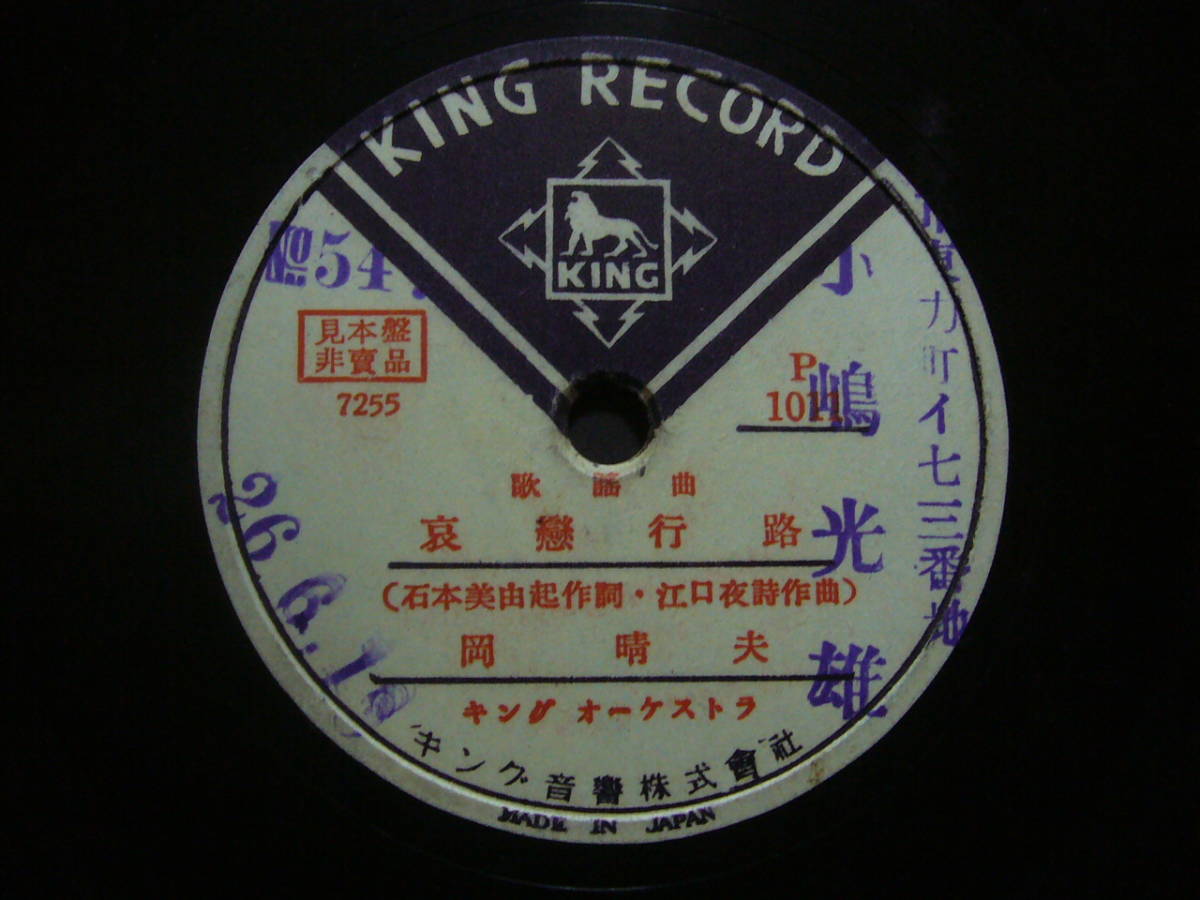 KING RECORD
KING
№54
見本盤
非賣品
7255
P
1011
歌謡曲
哀戀行路
(石本美由起作詞・江口夜詩作曲)
岡晴夫
キング オーケストラ
キング音響株式會社
MADE IN JAPAN
小嶋光雄
町イ七三番地
26.6.1